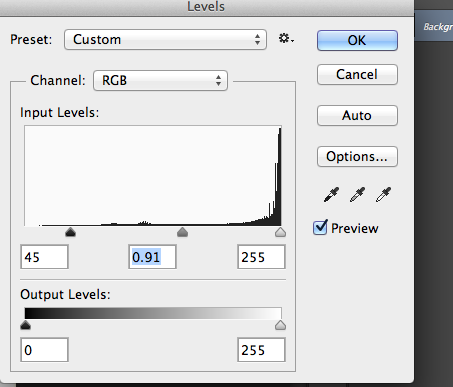 Levels
Preset: Custom
OK
Backgr
Channel: RGB
Cancel
Input Levels:
Auto
Options...
Preview
45 0.91 255
Output Levels:
0 255